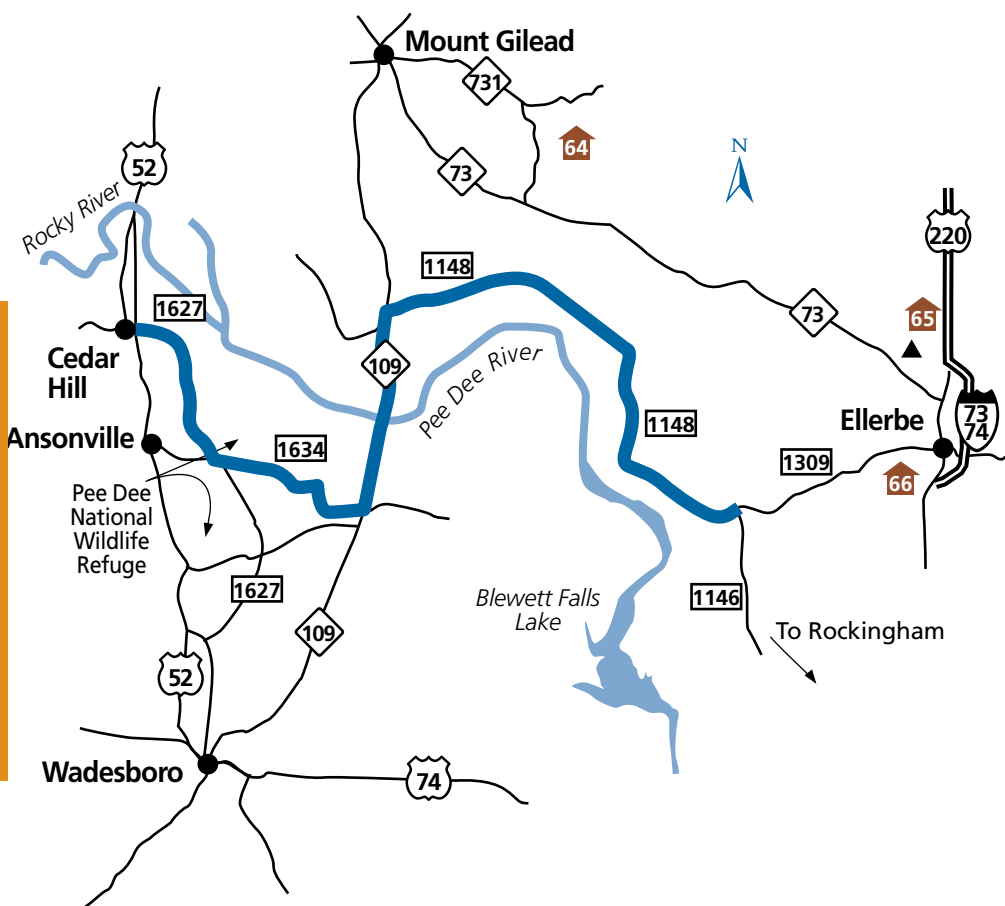 Mount Gilead
731
52
64
N
73
Rocky River
220
1148
1627
65
73
109
Cedar
Hill
Pee Dee River
73
74
Ellerbe
1148
Ansonville
1634
1309
66
Pee Dee
National
Wildlife
Refuge
1627
1146
Blewett Falls
Lake
109
To Rockingham
52
Wadesboro
74